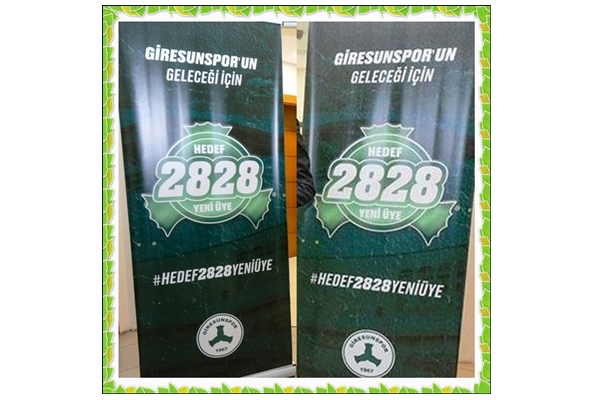 GİRESUNSPOR'UN
GELECEĞİ İÇİN
HEDEF
2828
YENİ ÜYE
#HEDEF2828YENİÜYE
GİRESUNSPOR
1967
GİRESUNSPOR'UN
GELECEĞİ İÇİN
HEDEF
2828
YENİ ÜYE
#HEDEF2828YENİÜYE
GİRESUNSPOR
1967